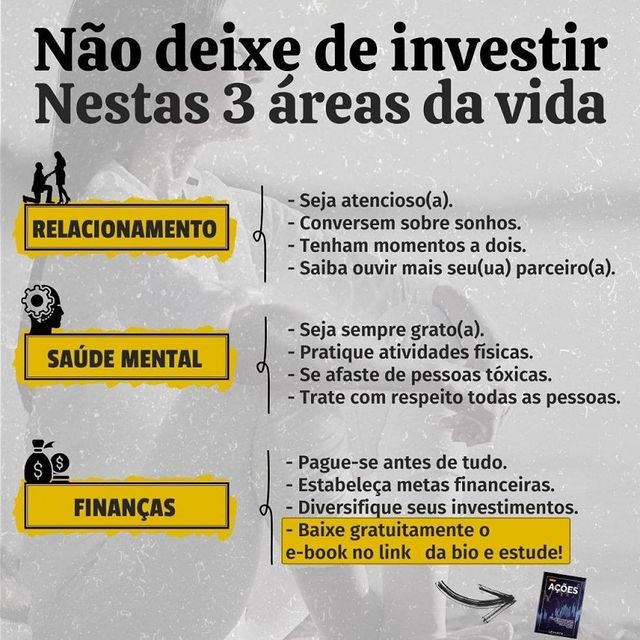 Não deixe de investir
Nestas 3 áreas da vida
RELACIONAMENTO
- Seja atencioso(a).
- Conversem sobre sonhos.
- Tenham momentos a dois.
- Saiba ouvir mais seu(ua) parceiro(a).
SAÚDE MENTAL
- Seja sempre grato(a).
- Pratique atividades físicas.
- Se afaste de pessoas tóxicas.
- Trate com respeito todas as pessoas.
FINANÇAS
- Pague-se antes de tudo.
- Estabeleça metas financeiras.
- Diversifique seus investimentos.
- Baixe gratuitamente o
e-book no link da bio e estude!
$ $
AÇÕES